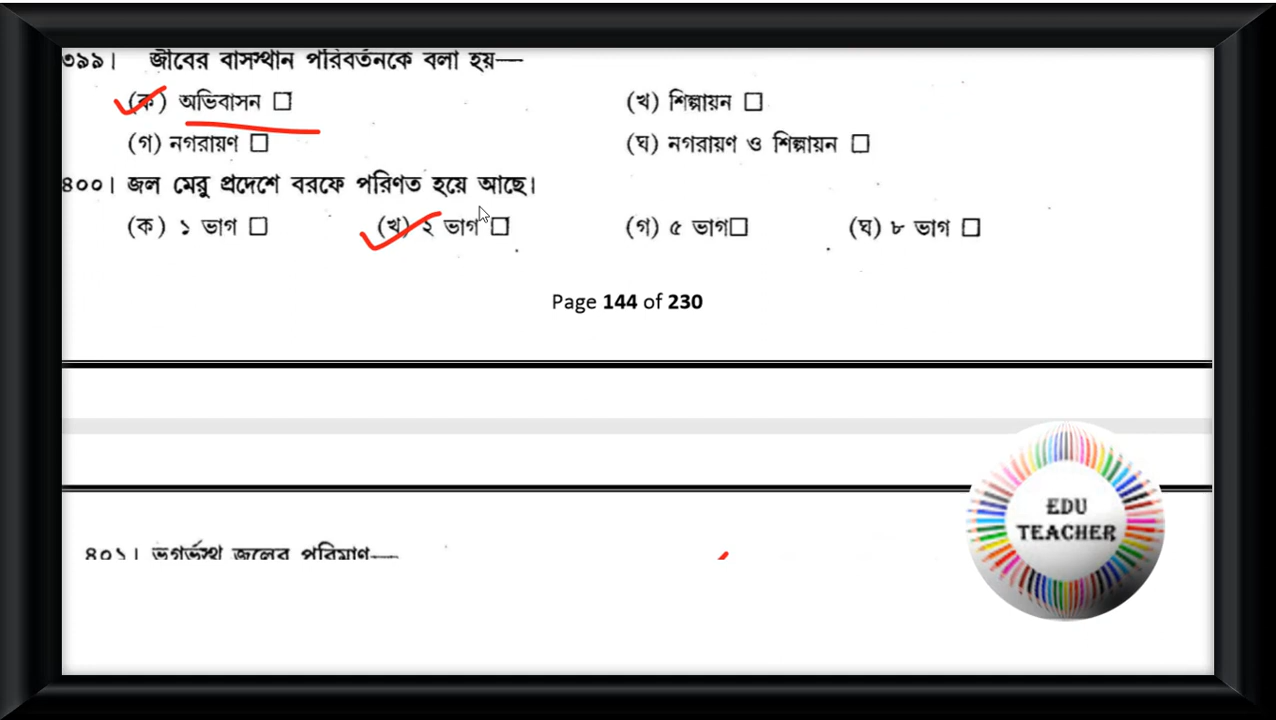 ৩৯৯। জীবের বাসস্থান পরিবর্তনকে বলা হয়—
(ক) অভিবাসন □ (খ) শিল্পায়ন □
(গ) নগরায়ণ □ (ঘ) নগরায়ণ ও শিল্পায়ন □
৪০০। জল মেরু প্রদেশে বরফে পরিণত হয়ে আছে।
(ক) ১ ভাগ □ (খ) ২ ভাগ □ (গ) ৫ ভাগ□ (ঘ) ৮ ভাগ □
Page 144 of 230
EDU
TEACHER
৪০১। ভূগর্ভস্থ জলের পরিমাণ—